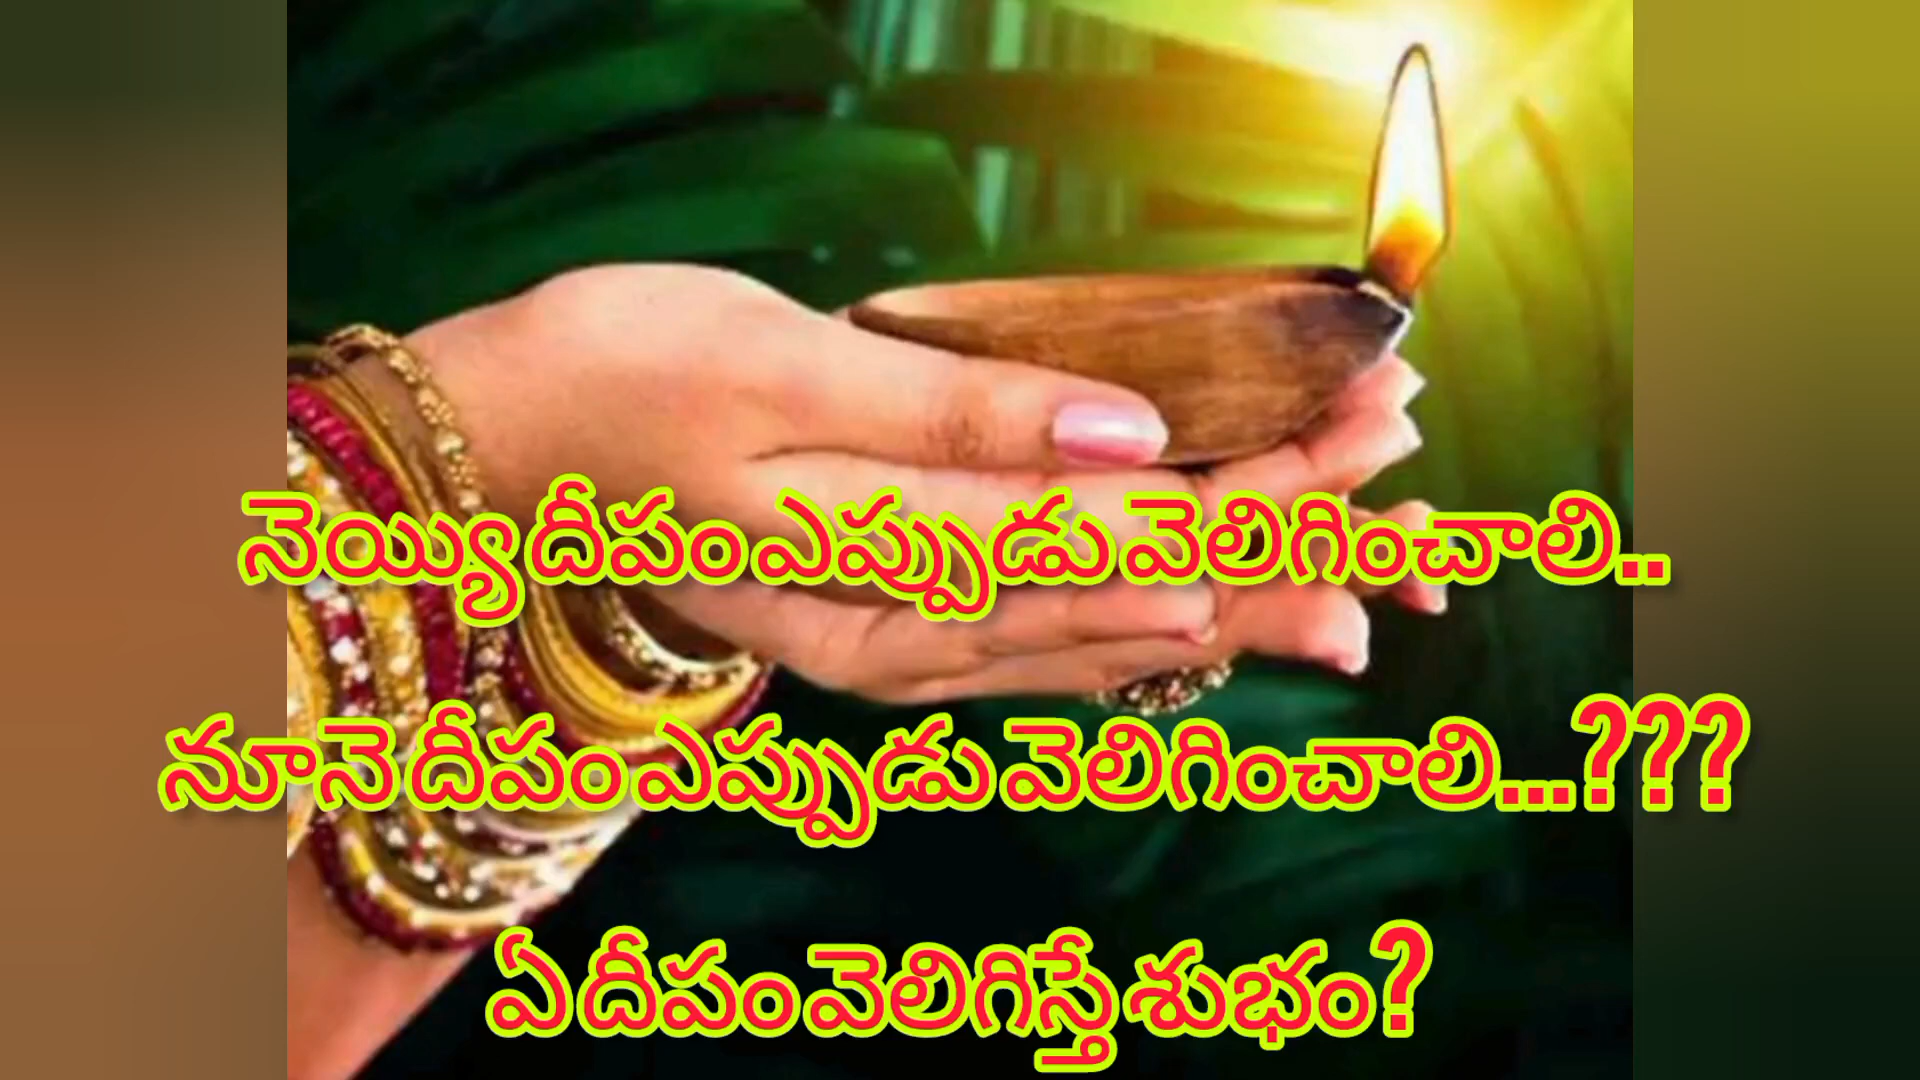 నెయ్యి దీపం ఎప్పుడు వెలిగించాలి..
నూనె దీపం ఎప్పుడు వెలిగించాలి...???
ఏ దీపం వెలిగిస్తే శుభం?